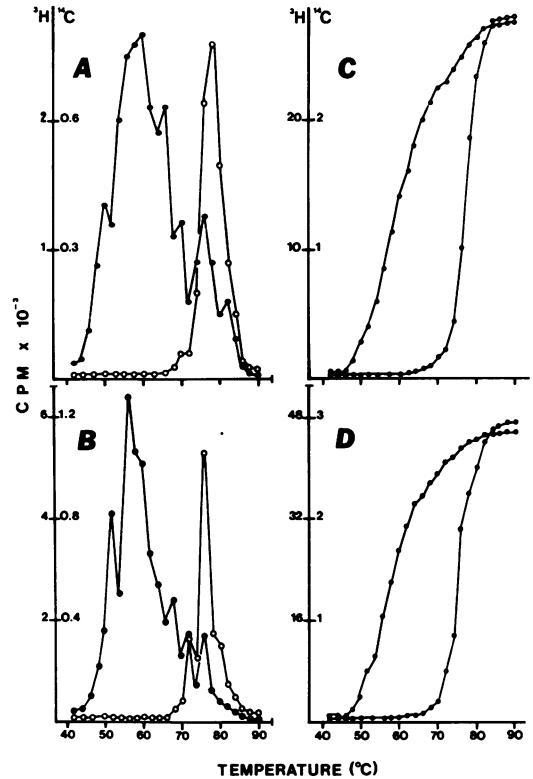 ³H ¹⁴C
A
2 0.6
1 0.3
³H ¹⁴C
C
20 2
10 1
CPM x 10⁻³
B
6 1.2
4 0.8
2 0.4
40 50 60 70 80 90
D
48 3
32 2
16 1
40 50 60 70 80 90
TEMPERATURE (°C)